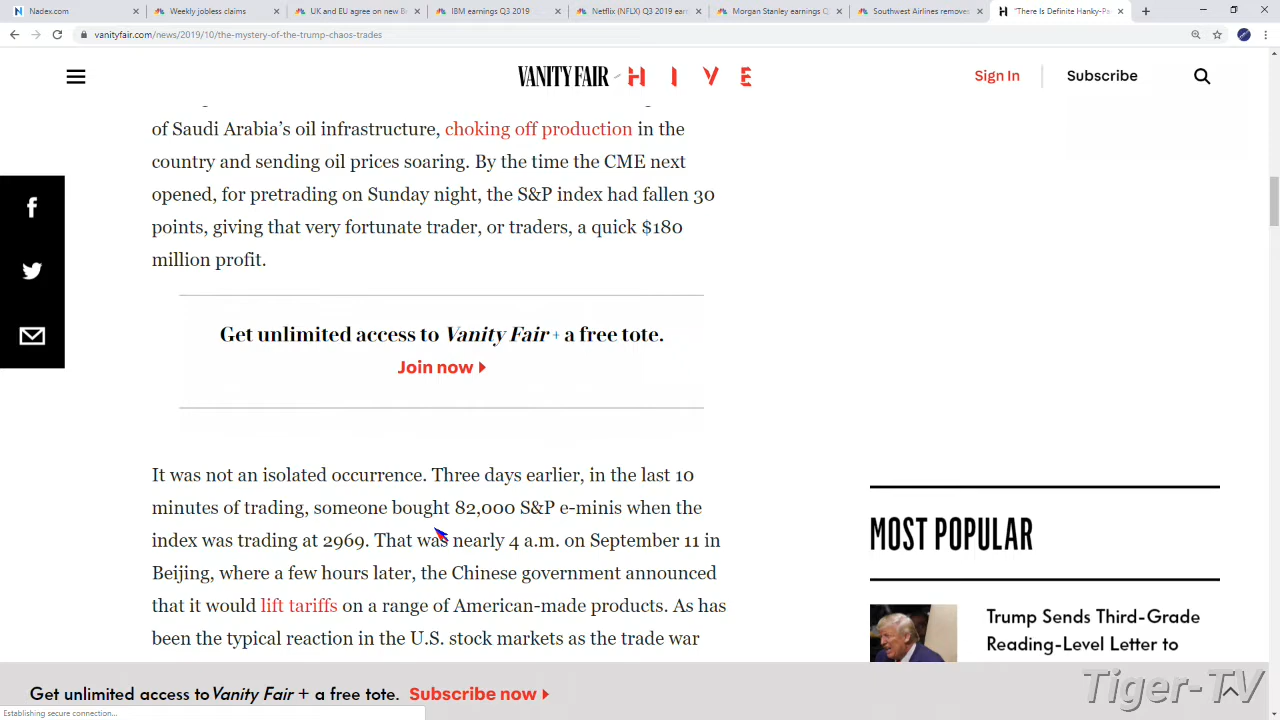 Nadex.com
Weekly jobless claims
UK and EU agree on new B
IBM earnings Q3 2019
Netflix (NFLX) Q3 2019 ear
Morgan Stanley earnings Q
Southwest Airlines remove
"There Is Definite Hanky-Pa
vanityfair.com/news/2019/10/the-mystery-of-the-trump-chaos-trades
VANITY FAIR HIVE
Sign In
Subscribe
of Saudi Arabia's oil infrastructure, choking off production in the
country and sending oil prices soaring. By the time the CME next
opened, for pretrading on Sunday night, the S&P index had fallen 30
points, giving that very fortunate trader, or traders, a quick $180
million profit.
Get unlimited access to Vanity Fair + a free tote.
Join now
It was not an isolated occurrence. Three days earlier, in the last 10
minutes of trading, someone bought 82,000 S&P e-minis when the
index was trading at 2969. That was nearly 4 a.m. on September 11 in
Beijing, where a few hours later, the Chinese government announced
that it would lift tariffs on a range of American-made products. As has
been the typical reaction in the U.S. stock markets as the trade war
MOST POPULAR
Trump Sends Third-Grade
Reading-Level Letter to
Get unlimited access to Vanity Fair + a free tote. Subscribe now
Tiger-TV
Establishing secure connection...